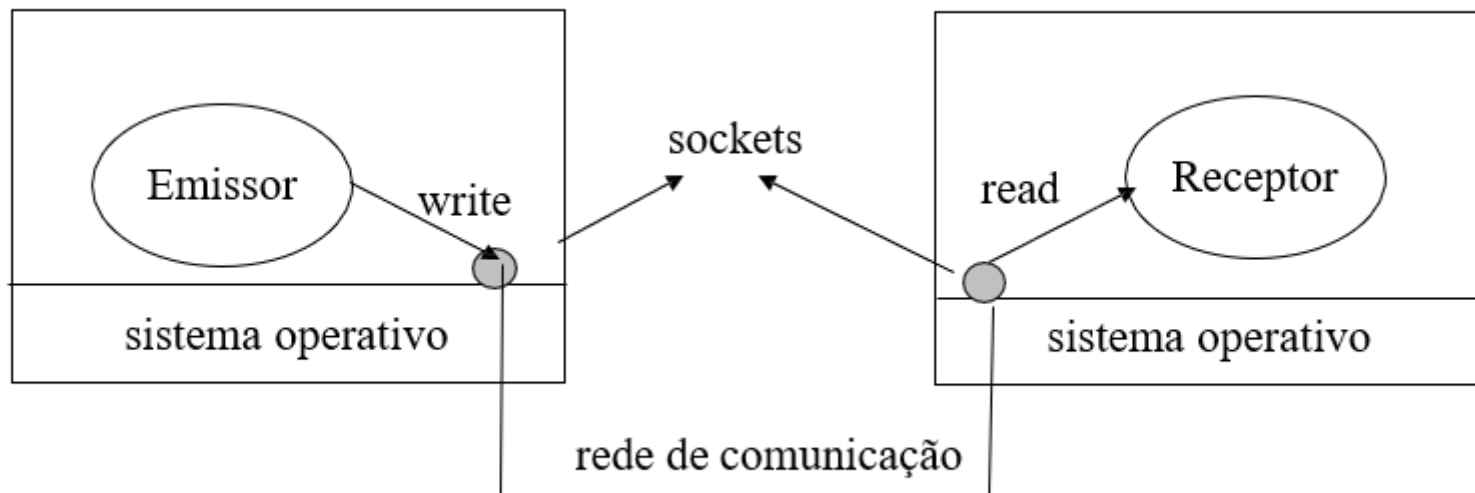 sockets
Emissor
write
read
Receptor
sistema operativo
sistema operativo
rede de comunicação